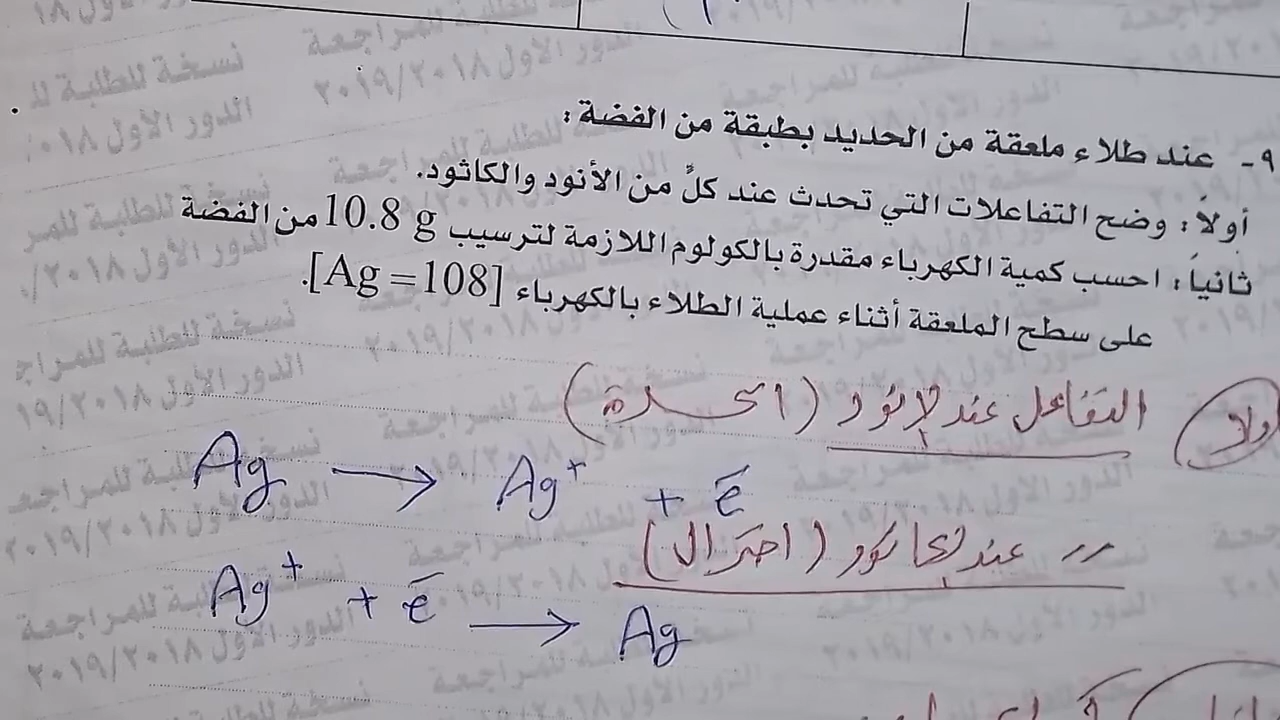 ٩- عند طلاء ملعقة من الحديد بطبقة من الفضة :
أولاً : وضح التفاعلات التي تحدث عند كلٍّ من الأنود والكاثود.
ثانياً : احسب كمية الكهرباء مقدرة بالكولوم اللازمة لترسيب 10.8 g من الفضة
على سطح الملعقة أثناء عملية الطلاء بالكهرباء [Ag = 108].
أولا التفاعل عند الانود (اكسدة)
Ag → Ag⁺ + e⁻
〃 عند الكاثود (اختزال)
Ag⁺ + e⁻ → Ag
نسخة للطلبة للمراجعة
الدور الأول ٢٠١٩/٢٠١٨